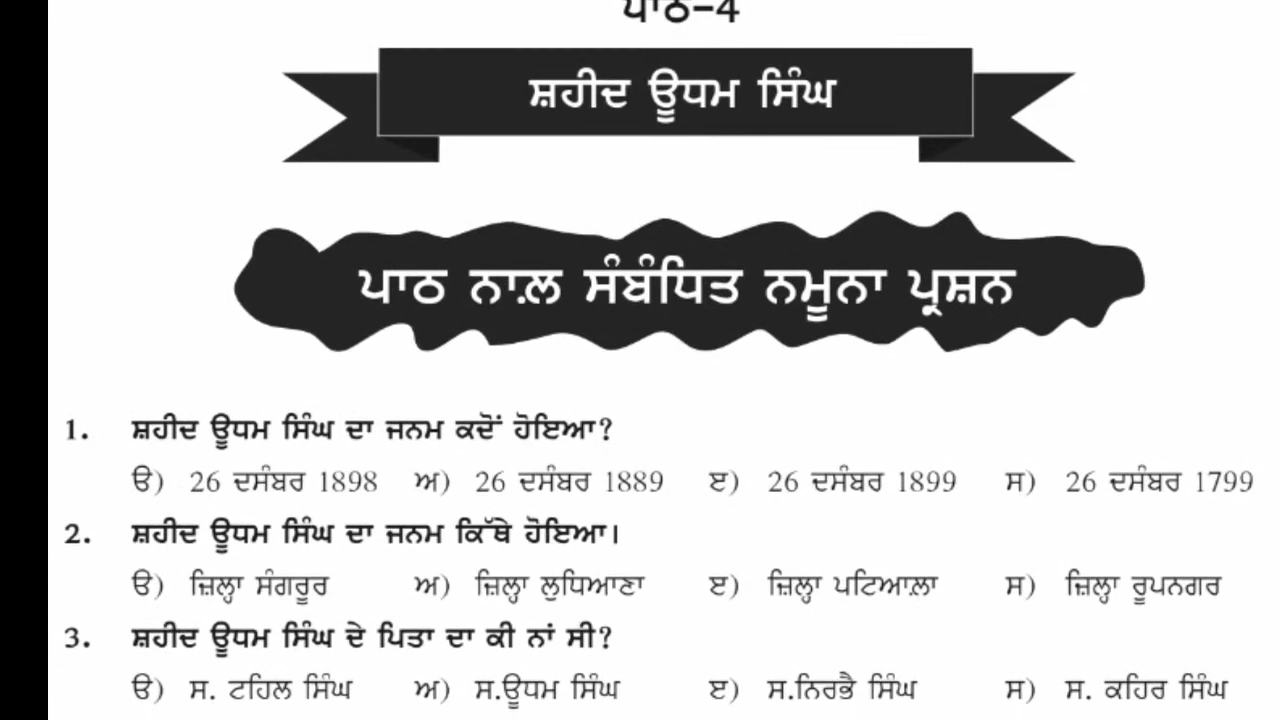 ਪਾਠ-4
ਸ਼ਹੀਦ ਊਧਮ ਸਿੰਘ
ਪਾਠ ਨਾਲ਼ ਸੰਬੰਧਿਤ ਨਮੂਨਾ ਪ੍ਰਸ਼ਨ
1. ਸ਼ਹੀਦ ਊਧਮ ਸਿੰਘ ਦਾ ਜਨਮ ਕਦੋਂ ਹੋਇਆ?
ੳ) 26 ਦਸੰਬਰ 1898 ਅ) 26 ਦਸੰਬਰ 1889 ੲ) 26 ਦਸੰਬਰ 1899 ਸ) 26 ਦਸੰਬਰ 1799
2. ਸ਼ਹੀਦ ਊਧਮ ਸਿੰਘ ਦਾ ਜਨਮ ਕਿੱਥੇ ਹੋਇਆ।
ੳ) ਜ਼ਿਲ੍ਹਾ ਸੰਗਰੂਰ ਅ) ਜ਼ਿਲ੍ਹਾ ਲੁਧਿਆਣਾ ੲ) ਜ਼ਿਲ੍ਹਾ ਪਟਿਆਲ਼ਾ ਸ) ਜ਼ਿਲ੍ਹਾ ਰੂਪਨਗਰ
3. ਸ਼ਹੀਦ ਊਧਮ ਸਿੰਘ ਦੇ ਪਿਤਾ ਦਾ ਕੀ ਨਾਂ ਸੀ?
ੳ) ਸ. ਟਹਿਲ ਸਿੰਘ ਅ) ਸ.ਊਧਮ ਸਿੰਘ ੲ) ਸ.ਨਿਰਭੈ ਸਿੰਘ ਸ) ਸ. ਕਹਿਰ ਸਿੰਘ